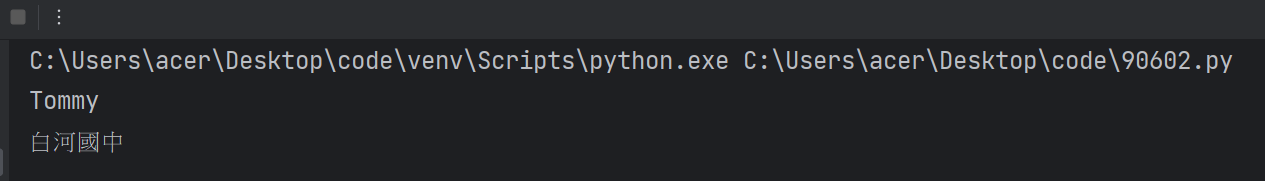 C:\Users\acer\Desktop\code\venv\Scripts\python.exe C:\Users\acer\Desktop\code\90602.py
Tommy
白河國中